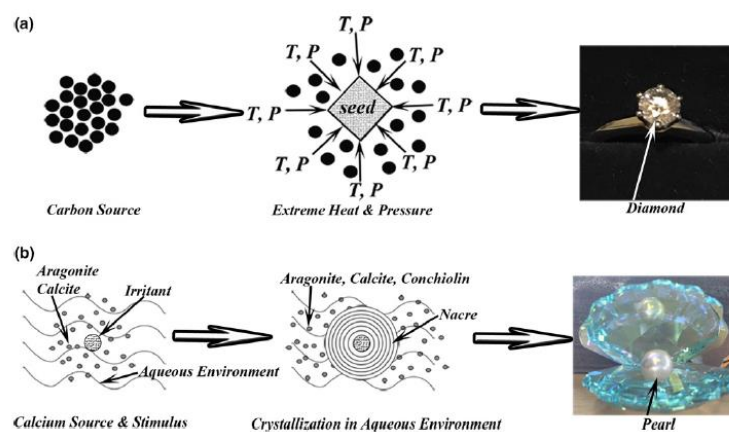 (a)
T, P
T, P T, P
T, P T, P
T, P seed T, P
T, P T, P
T, P
Carbon Source
Extreme Heat & Pressure
Diamond
(b)
Aragonite
Calcite
Irritant
Aqueous Environment
Calcium Source & Stimulus
Aragonite, Calcite, Conchiolin
Nacre
Crystallization in Aqueous Environment
Pearl